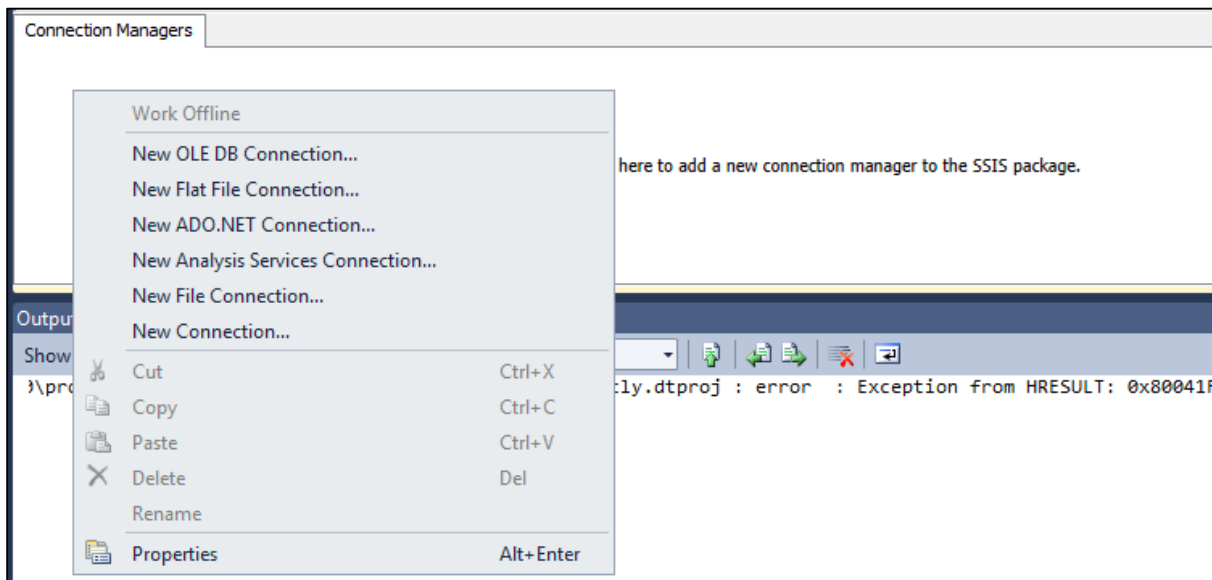 Connection Managers
Work Offline
New OLE DB Connection...
here to add a new connection manager to the SSIS package.
New Flat File Connection...
New ADO.NET Connection...
New Analysis Services Connection...
New File Connection...
New Connection...
Outpu
Show
Cut Ctrl+X
tly.dtproj : error : Exception from HRESULT: 0x80041F
Copy Ctrl+C
Paste Ctrl+V
Delete Del
Rename
Properties Alt+Enter